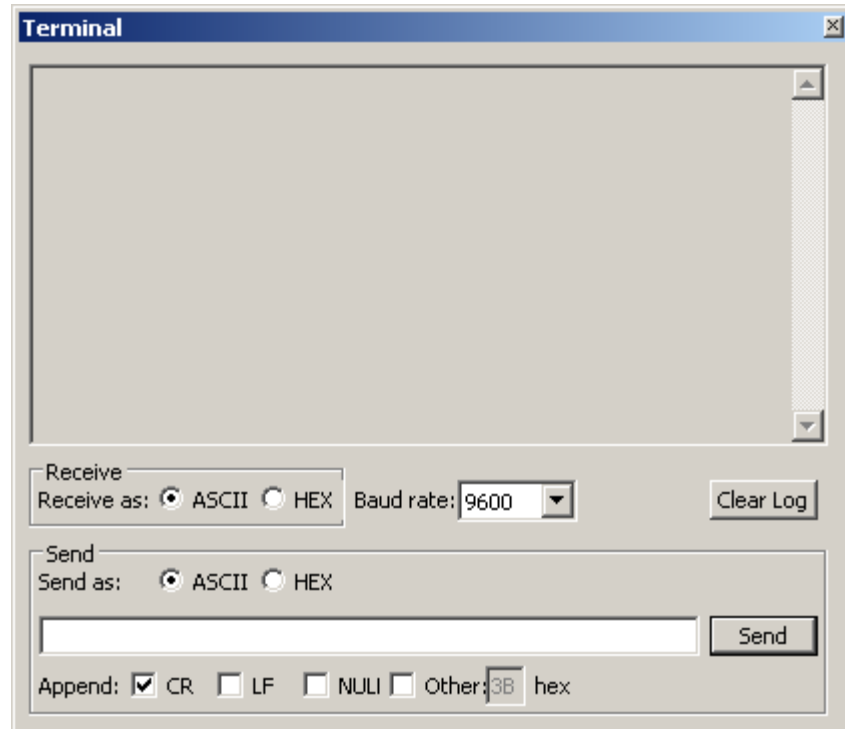 Terminal
Receive
Receive as: ASCII HEX Baud rate: 9600 Clear Log
Send
Send as: ASCII HEX
Send
Append: CR LF NULI Other: 3B hex